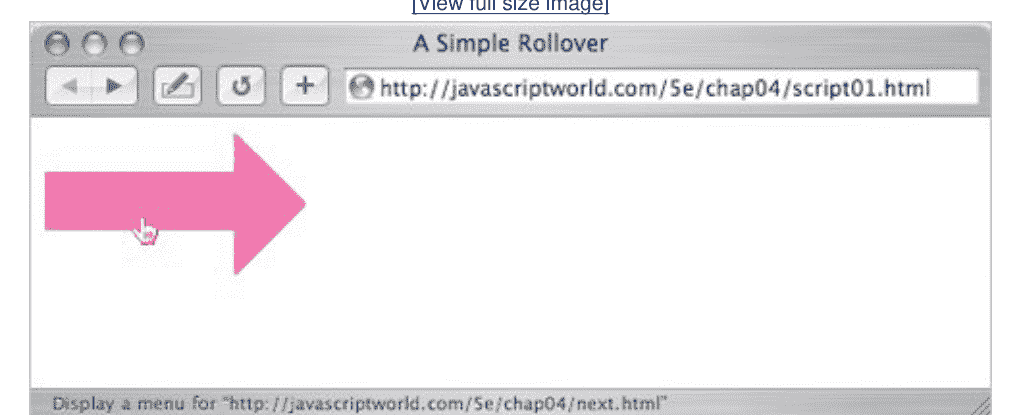 [View full size image]
A Simple Rollover
http://javascriptworld.com/5e/chap04/script01.html
Display a menu for "http://javascriptworld.com/5e/chap04/next.html"